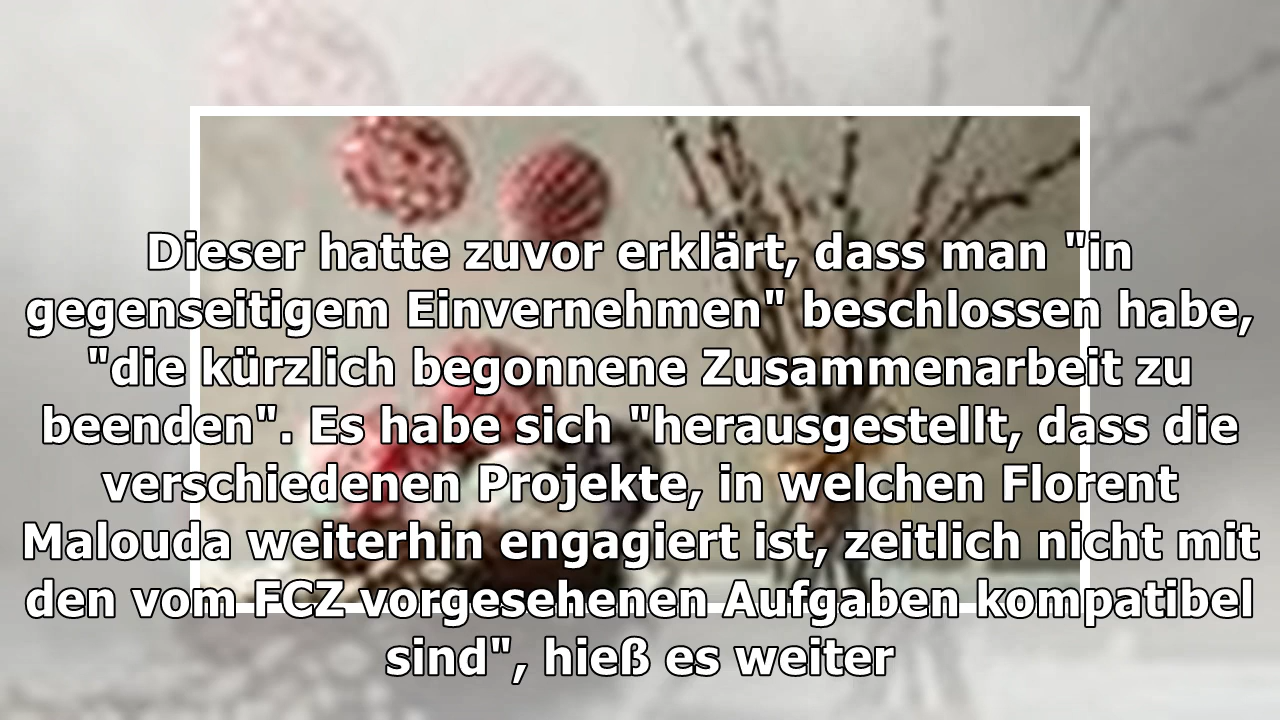 Dieser hatte zuvor erklärt, dass man "in
gegenseitigem Einvernehmen" beschlossen habe,
"die kürzlich begonnene Zusammenarbeit zu
beenden". Es habe sich "herausgestellt, dass die
verschiedenen Projekte, in welchen Florent
Malouda weiterhin engagiert ist, zeitlich nicht mit
den vom FCZ vorgesehenen Aufgaben kompatibel
sind", hieß es weiter